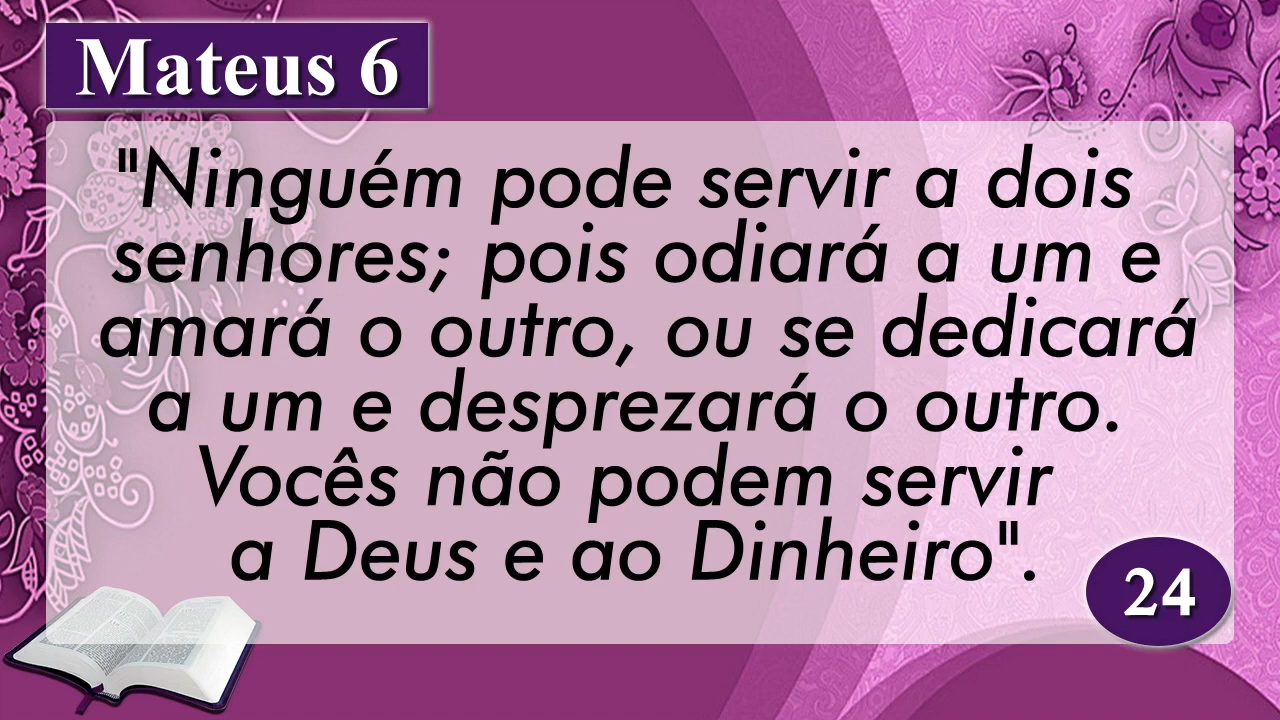 Mateus 6
"Ninguém pode servir a dois
senhores; pois odiará a um e
amará o outro, ou se dedicará
a um e desprezará o outro.
Vocês não podem servir
a Deus e ao Dinheiro".
24